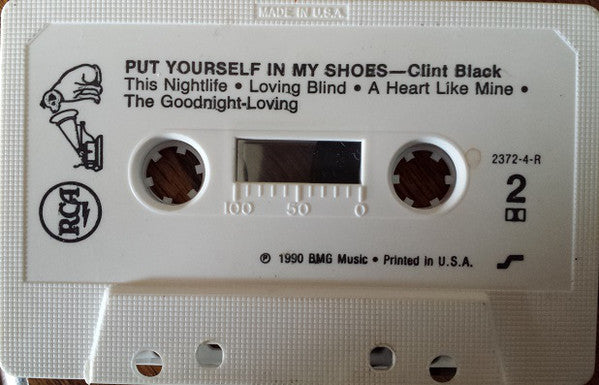 MADE IN U.S.A.
PUT YOURSELF IN MY SHOES—Clint Black
This Nightlife • Loving Blind • A Heart Like Mine •
The Goodnight-Loving
2372-4-R
2
RCA
100 50 0
℗ 1990 BMG Music • Printed in U.S.A.